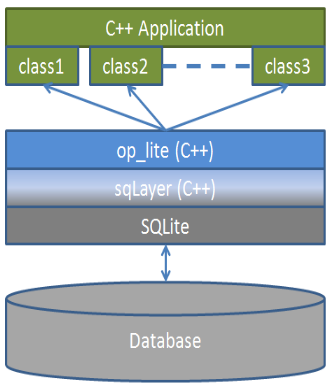 C++ Application
class1 class2 class3
op_lite (C++)
sqLayer (C++)
SQLite
Database